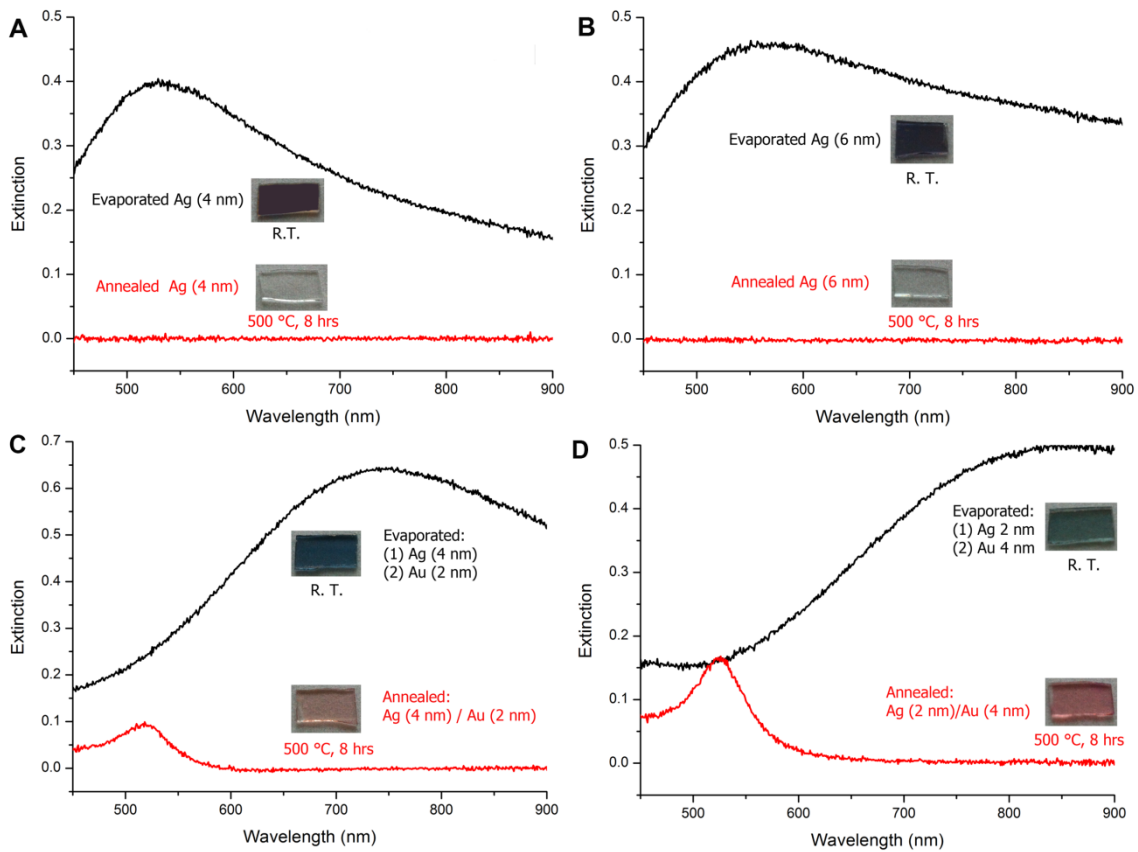 A
0.5
0.4
0.3
0.2
0.1
0.0
Extinction
Evaporated Ag (4 nm)
R.T.
Annealed Ag (4 nm)
500 °C, 8 hrs
500
600
700
800
900
Wavelength (nm)
B
0.5
0.4
0.3
0.2
0.1
0.0
Extinction
Evaporated Ag (6 nm)
R. T.
Annealed Ag (6 nm)
500 °C, 8 hrs
500
600
700
800
900
Wavelength (nm)
C
0.7
0.6
0.5
0.4
0.3
0.2
0.1
0.0
Extinction
Evaporated:
(1) Ag (4 nm)
(2) Au (2 nm)
R. T.
Annealed:
Ag (4 nm) / Au (2 nm)
500 °C, 8 hrs
500
600
700
800
900
Wavelength (nm)
D
0.5
0.4
0.3
0.2
0.1
0.0
Extinction
Evaporated:
(1) Ag 2 nm
(2) Au 4 nm
R. T.
Annealed:
Ag (2 nm)/Au (4 nm)
500 °C, 8 hrs
500
600
700
800
900
Wavelength (nm)